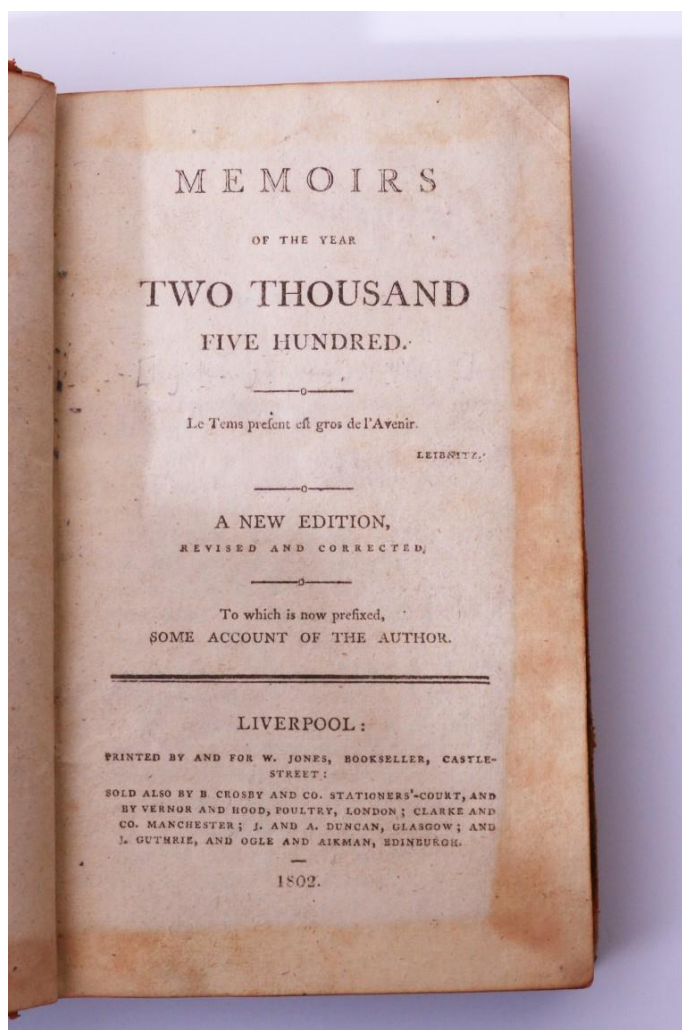 MEMOIRS
OF THE YEAR
TWO THOUSAND
FIVE HUNDRED.
Le Tems preſent eſt gros de l'Avenir.
LEIBNITZ.
A NEW EDITION,
REVISED AND CORRECTED,
To which is now prefixed,
SOME ACCOUNT OF THE AUTHOR.
LIVERPOOL:
PRINTED BY AND FOR W. JONES, BOOKSELLER, CASTLE-
STREET:
SOLD ALSO BY B. CROSBY AND CO. STATIONERS'-COURT, AND
BY VERNOR AND HOOD, POULTRY, LONDON; CLARKE AND
CO. MANCHESTER; J. AND A. DUNCAN, GLASGOW; AND
J. GUTHRIE, AND OGLE AND AIKMAN, EDINBURGH.
1802.